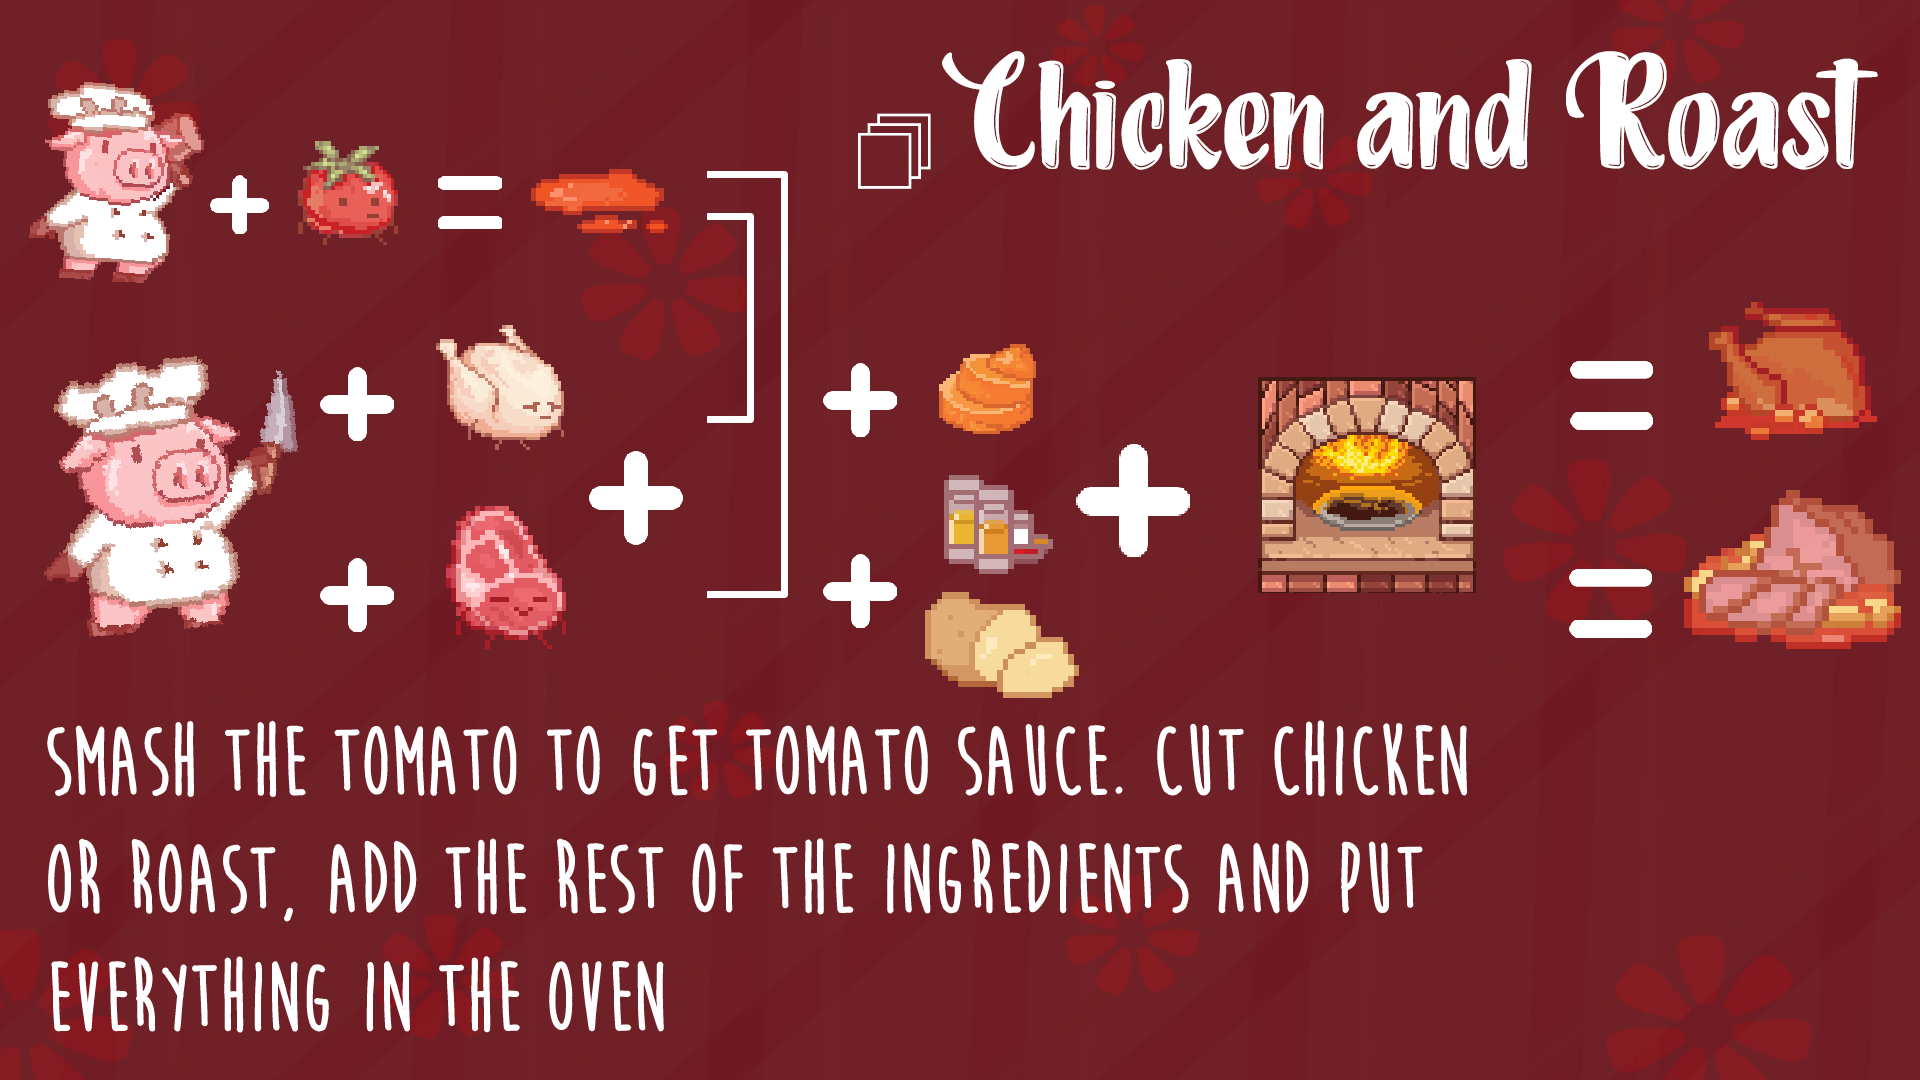 Chicken and Roast
SMASH THE TOMATO TO GET TOMATO SAUCE. CUT CHICKEN
OR ROAST, ADD THE REST OF THE INGREDIENTS AND PUT
EVERYTHING IN THE OVEN